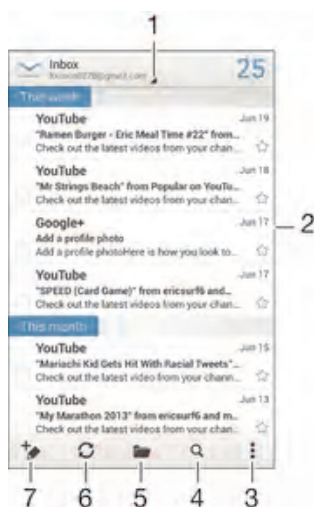 1
Inbox
25
This week
YouTube Jun 19
"Ramen Burger - Eric Meal Time #22" from...
Check out the latest videos from your chan...
YouTube Jun 18
"Mr Strings Beach" from Popular on YouTu...
Check out the latest videos from your chan...
Google+ Jun 17
2
Add a profile photo
Add a profile photoHere is how you look to...
YouTube Jun 17
"SPEED (Card Game)" from ericsurf6 and...
Check out the latest videos from your chan...
This month
YouTube Jun 15
"Mariachi Kid Gets Hit With Racial Tweets"...
Check out the latest video from your chann...
YouTube Jun 13
"My Marathon 2013" from ericsurf6 and m...
Check out the latest videos from your chan...
7 6 5 4 3